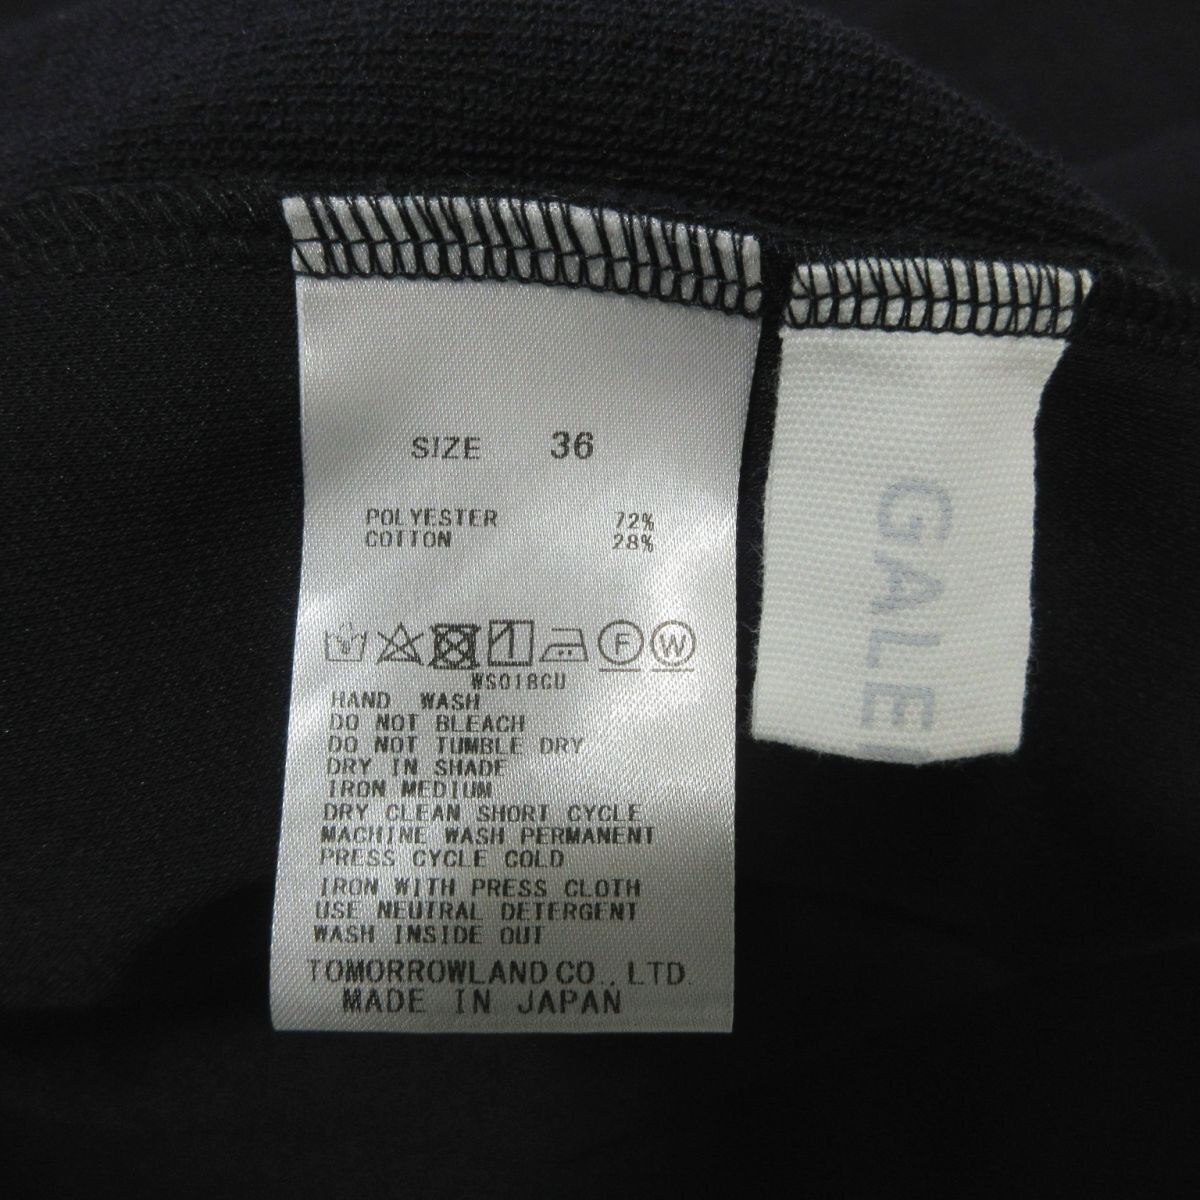 SIZE 36
POLYESTER 72%
COTTON 28%
F W
WS018CU
HAND WASH
DO NOT BLEACH
DO NOT TUMBLE DRY
DRY IN SHADE
IRON MEDIUM
DRY CLEAN SHORT CYCLE
MACHINE WASH PERMANENT
PRESS CYCLE COLD
IRON WITH PRESS CLOTH
USE NEUTRAL DETERGENT
WASH INSIDE OUT
TOMORROWLAND CO., LTD.
MADE IN JAPAN
GALE